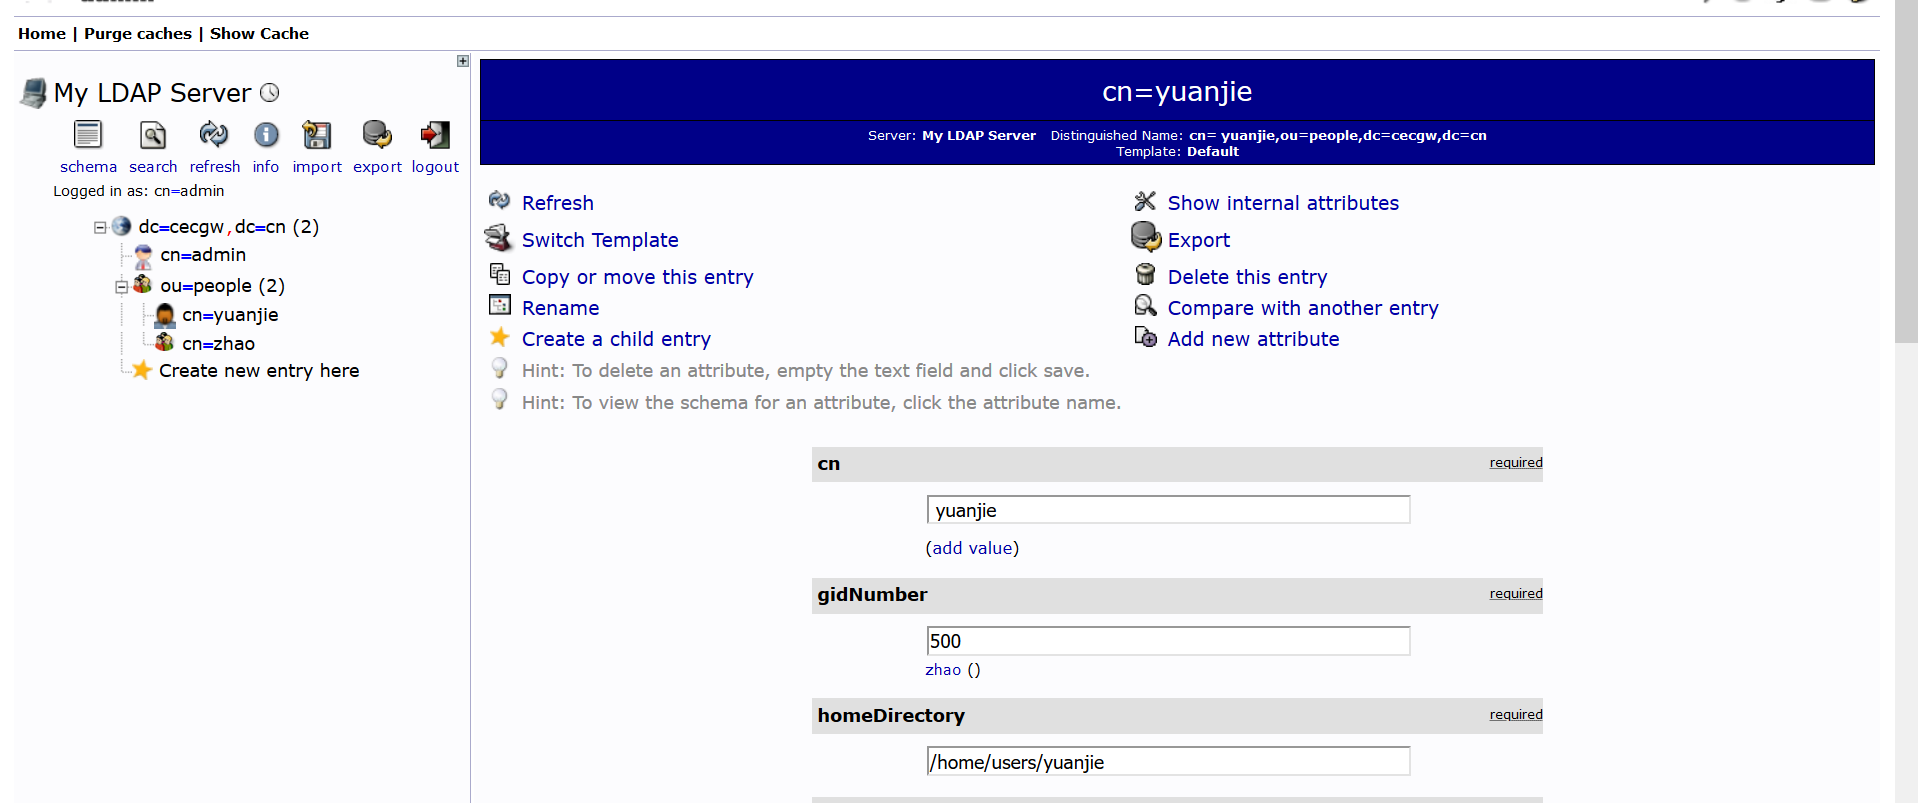 Home | Purge caches | Show Cache
My LDAP Server
schema search refresh info import export logout
Logged in as: cn=admin
dc=cecgw,dc=cn (2)
cn=admin
ou=people (2)
cn=yuanjie
cn=zhao
Create new entry here
cn=yuanjie
Server: My LDAP Server Distinguished Name: cn= yuanjie,ou=people,dc=cecgw,dc=cn
Template: Default
Refresh
Show internal attributes
Switch Template
Export
Copy or move this entry
Delete this entry
Rename
Compare with another entry
Create a child entry
Add new attribute
Hint: To delete an attribute, empty the text field and click save.
Hint: To view the schema for an attribute, click the attribute name.
cn required
yuanjie
(add value)
gidNumber required
500
zhao ()
homeDirectory required
/home/users/yuanjie